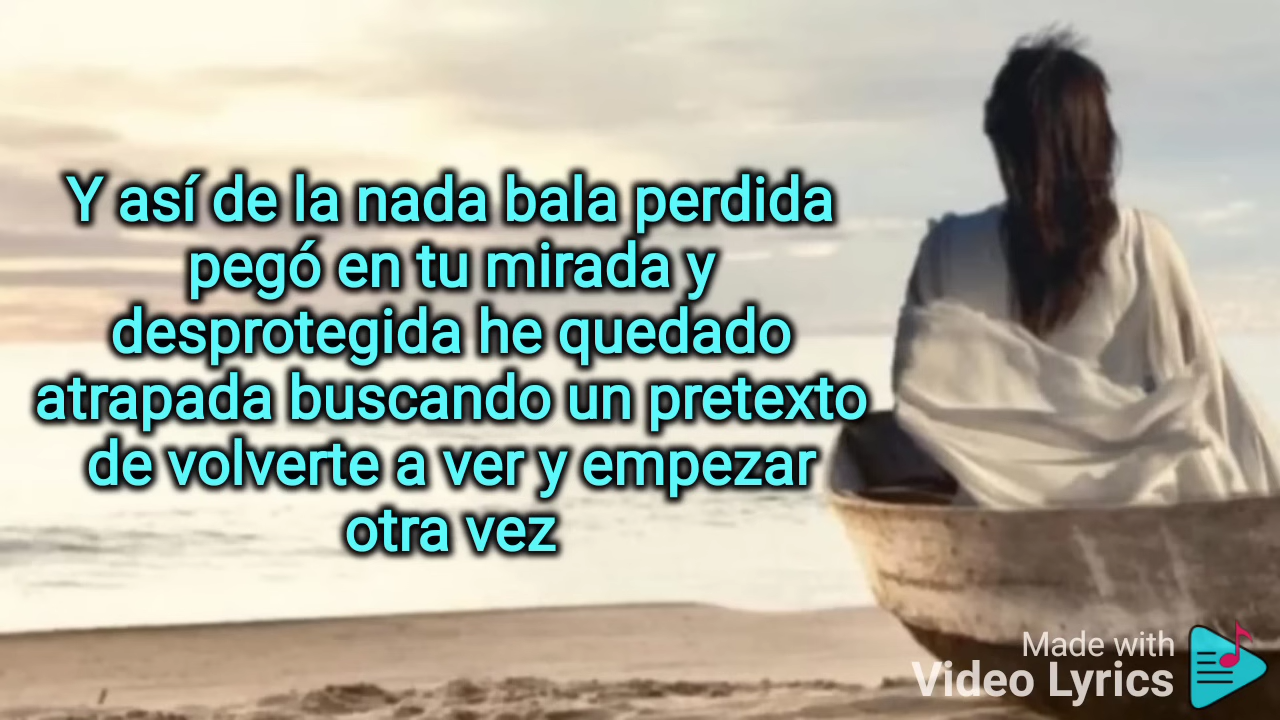 Y así de la nada bala perdida
pegó en tu mirada y
desprotegida he quedado
atrapada buscando un pretexto
de volverte a ver y empezar
otra vez
Made with
Video Lyrics